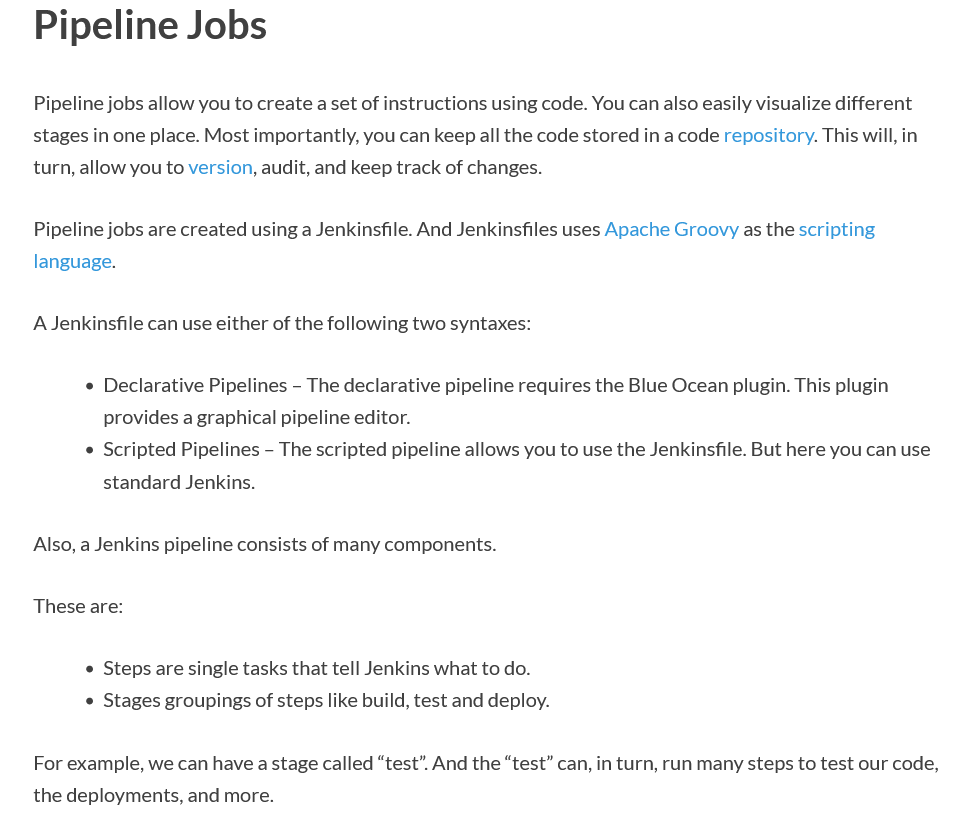 Pipeline Jobs
Pipeline jobs allow you to create a set of instructions using code. You can also easily visualize different
stages in one place. Most importantly, you can keep all the code stored in a code repository. This will, in
turn, allow you to version, audit, and keep track of changes.
Pipeline jobs are created using a Jenkinsfile. And Jenkinsfiles uses Apache Groovy as the scripting
language.
A Jenkinsfile can use either of the following two syntaxes:
• Declarative Pipelines – The declarative pipeline requires the Blue Ocean plugin. This plugin
provides a graphical pipeline editor.
• Scripted Pipelines – The scripted pipeline allows you to use the Jenkinsfile. But here you can use
standard Jenkins.
Also, a Jenkins pipeline consists of many components.
These are:
• Steps are single tasks that tell Jenkins what to do.
• Stages groupings of steps like build, test and deploy.
For example, we can have a stage called “test”. And the “test” can, in turn, run many steps to test our code,
the deployments, and more.